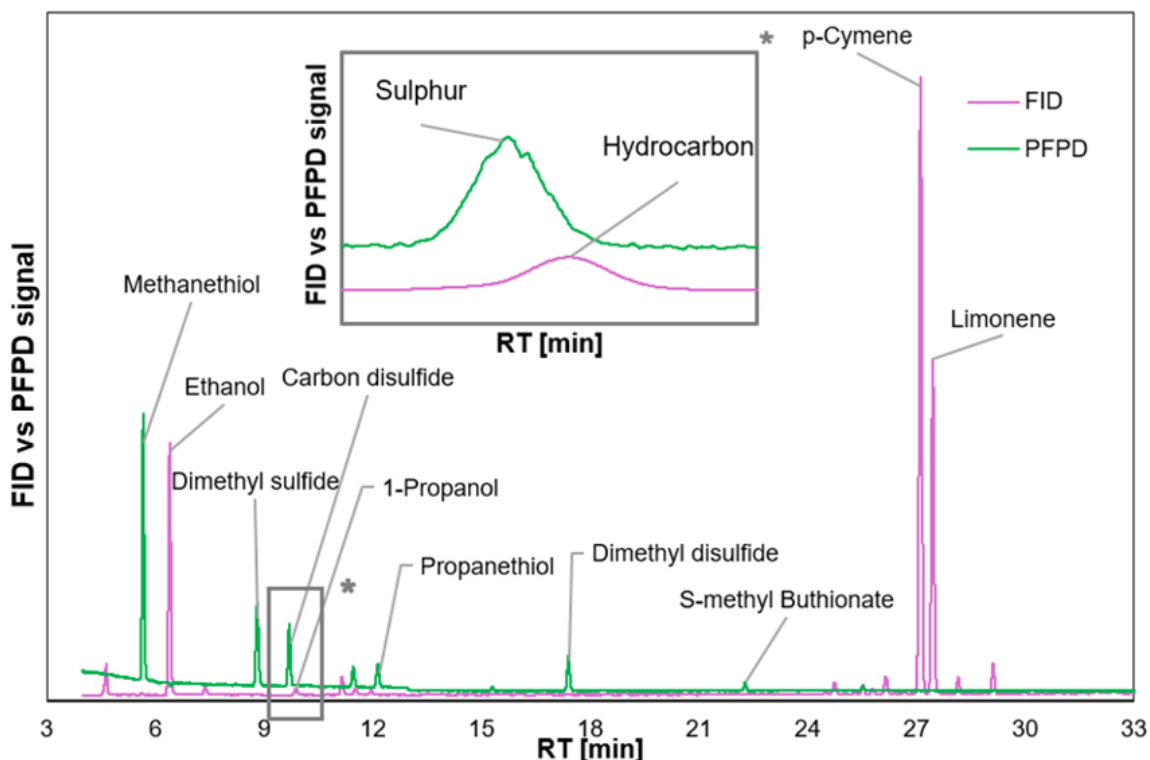 *
p-Cymene
FID vs PFPD signal
Sulphur
Hydrocarbon
FID
PFPD
RT [min]
FID vs PFPD signal
Methanethiol
Ethanol
Carbon disulfide
Limonene
Dimethyl sulfide
1-Propanol
*
Propanethiol
Dimethyl disulfide
S-methyl Buthionate
3 6 9 12 15 18 21 24 27 30 33
RT [min]